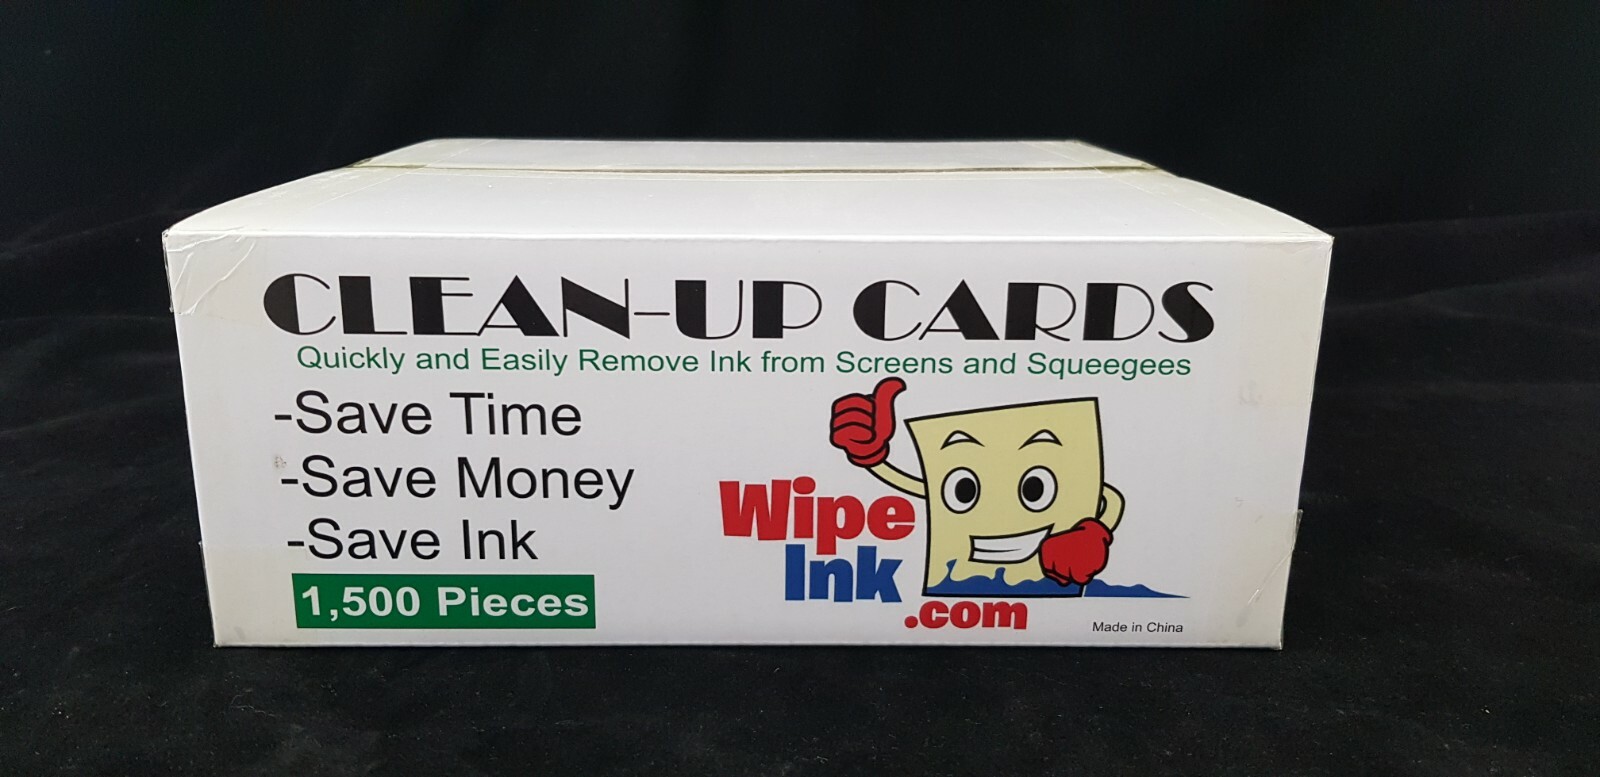 CLEAN-UP CARDS
Quickly and Easily Remove Ink from Screens and Squeegees
-Save Time
-Save Money
-Save Ink
1,500 Pieces
Wipe
Ink
.com
Made in China